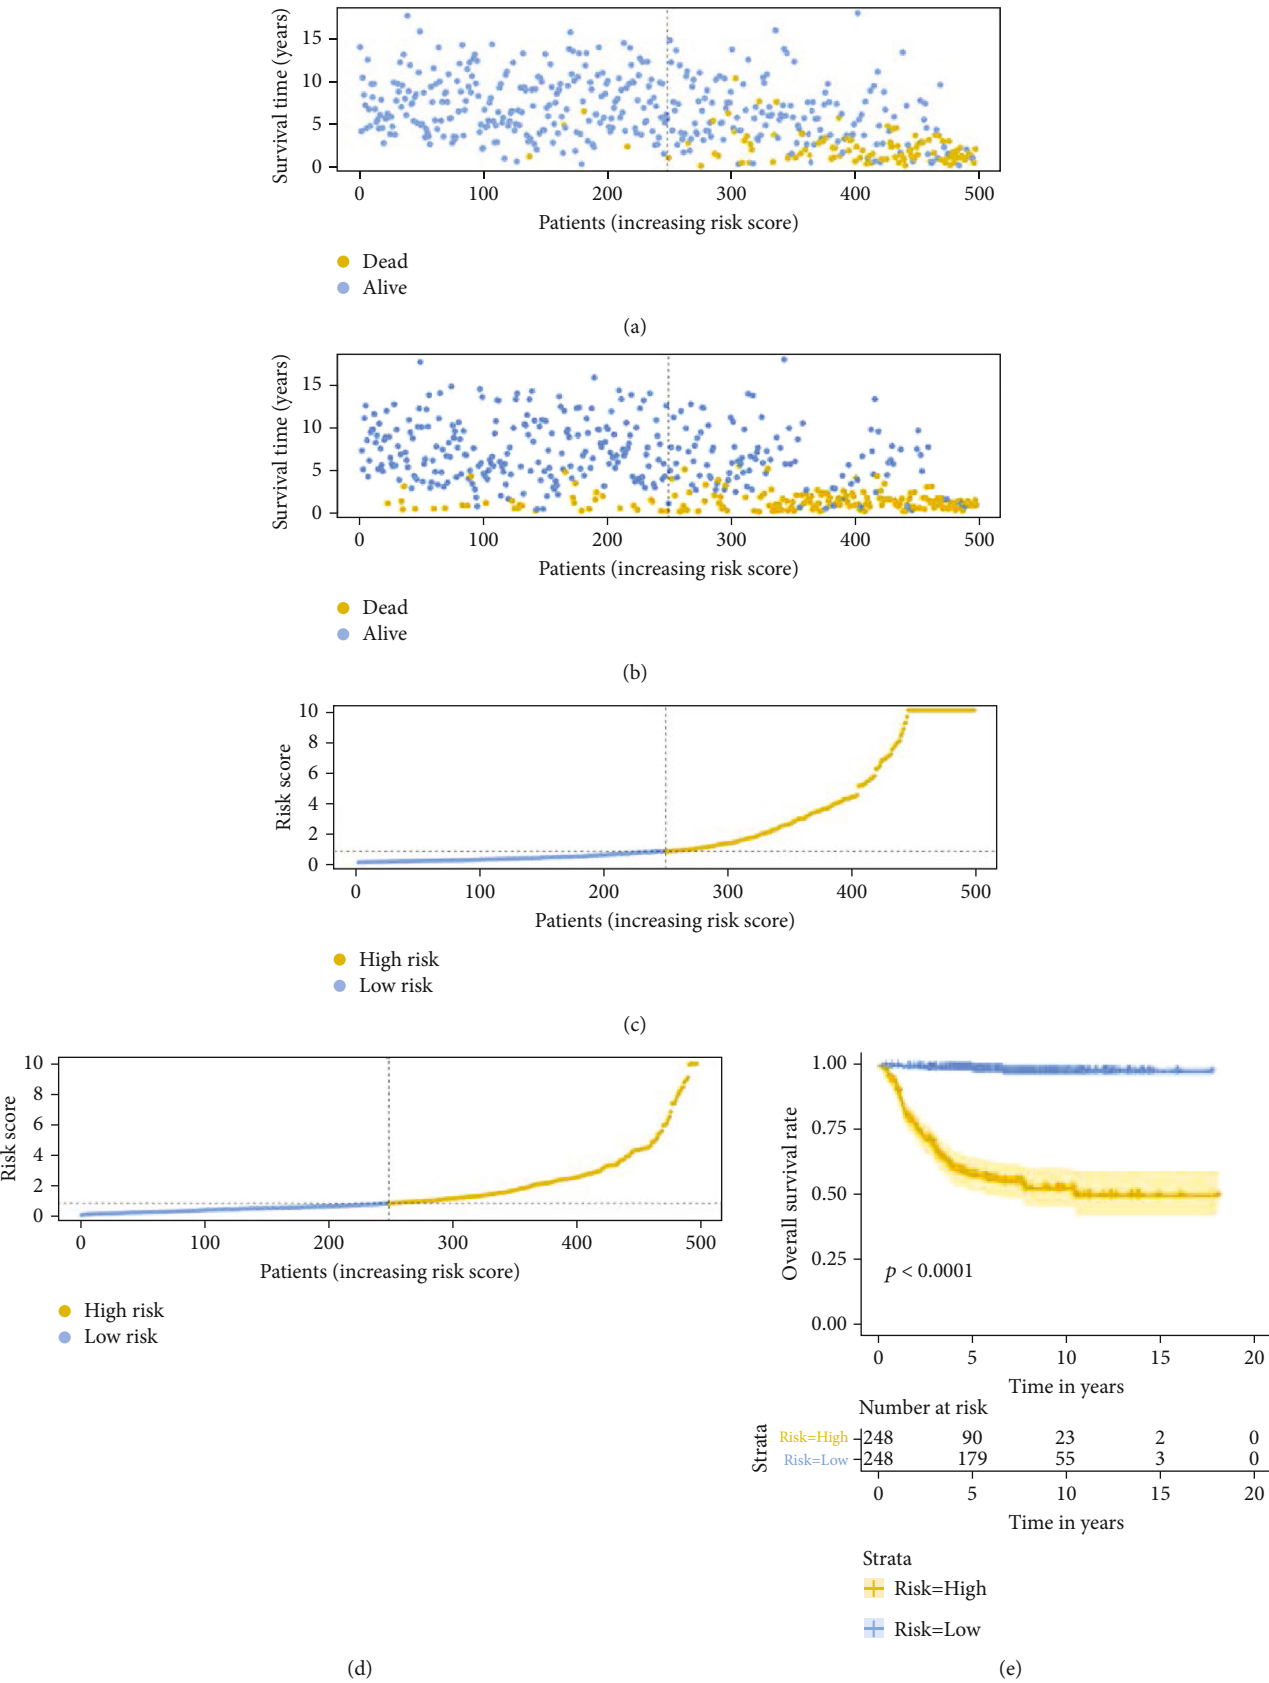 Survival time (years)
15
10
5
0
0 100 200 300 400 500
Patients (increasing risk score)
Dead
Alive
(a)
Survival time (years)
15
10
5
0
0 100 200 300 400 500
Patients (increasing risk score)
Dead
Alive
(b)
Risk score
10
8
6
4
2
0
0 100 200 300 400 500
Patients (increasing risk score)
High risk
Low risk
(c)
Risk score
10
8
6
4
2
0
0 100 200 300 400 500
Patients (increasing risk score)
High risk
Low risk
(d)
Overall survival rate
1.00
0.75
0.50
0.25
0.00
p < 0.0001
0 5 10 15 20
Time in years
Number at risk
Strata
Risk=High 248 90 23 2 0
Risk=Low 248 179 55 3 0
0 5 10 15 20
Time in years
Strata
Risk=High
Risk=Low
(e)